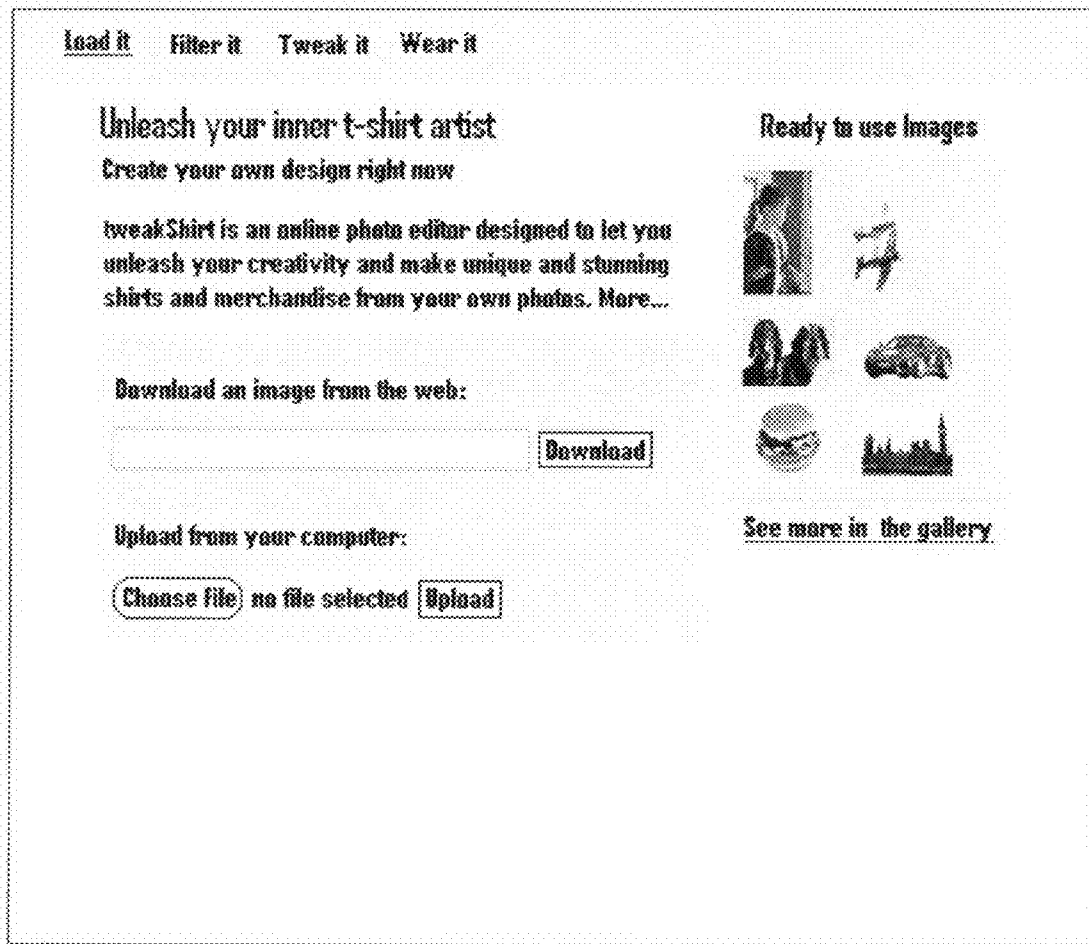 Load it Filter it Tweak it Wear it
Unleash your inner t-shirt artist
Create your own design right now
tweakShirt is an online photo editor designed to let you
unleash your creativity and make unique and stunning
shirts and merchandise from your own photos. More...
Download an image from the web:
Download
Upload from your computer:
Choose File no file selected Upload
Ready to use Images
See more in the gallery